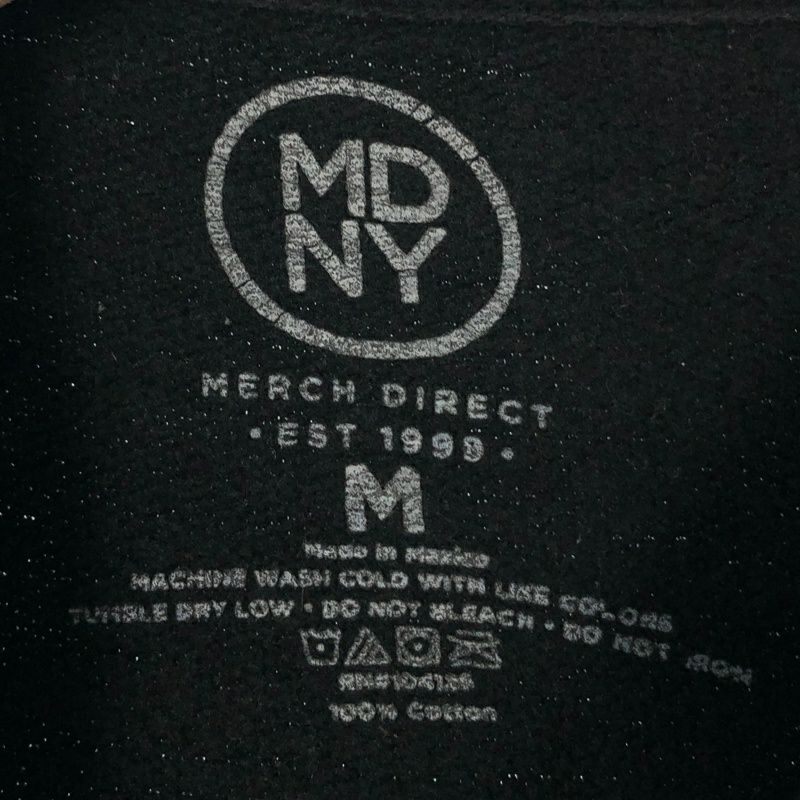 MD
NY
MERCH DIRECT
• EST 1999 •
M
Made in Mexico
MACHINE WASH COLD WITH LIKE COLORS
TUMBLE DRY LOW • DO NOT BLEACH • DO NOT IRON
100% Cotton